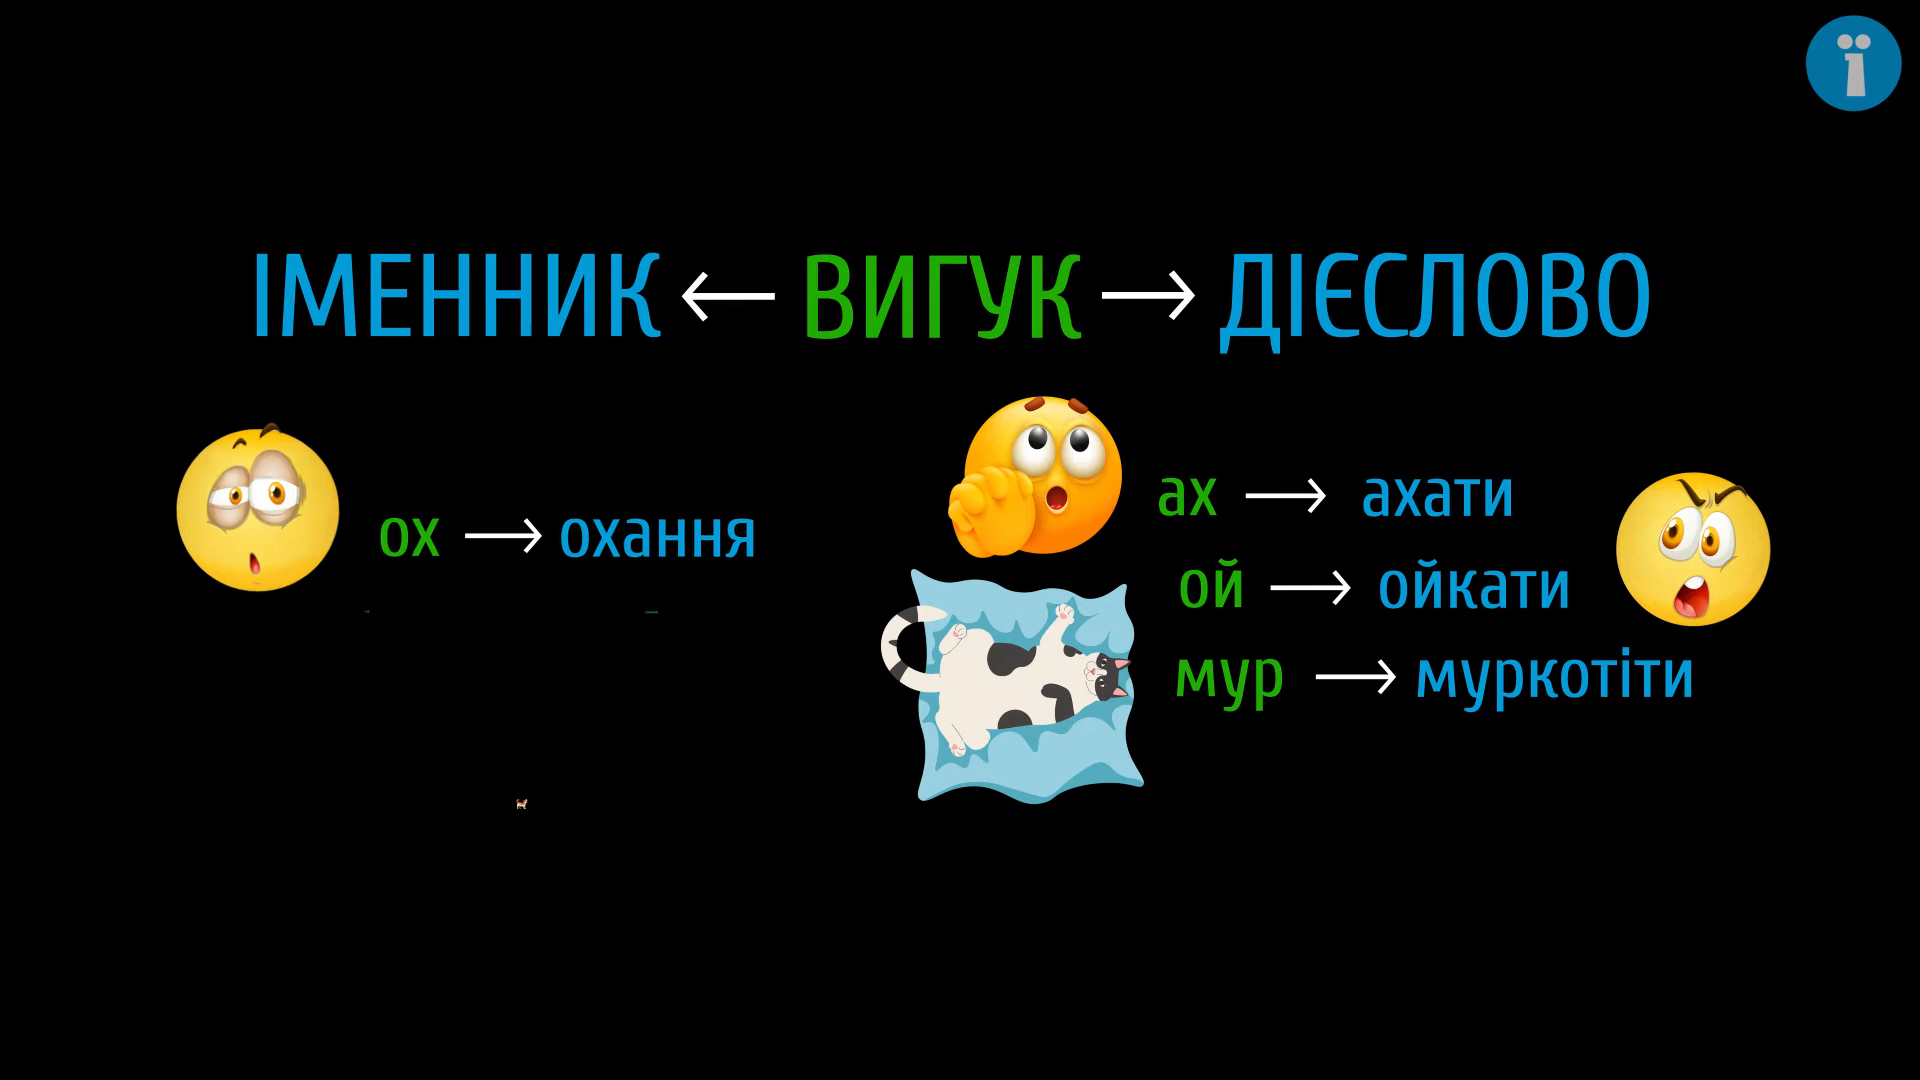 ї
ІМЕННИК ← ВИГУК → ДІЄСЛОВО
ох → охання
ах → ахати
ой → ойкати
мур → муркотіти